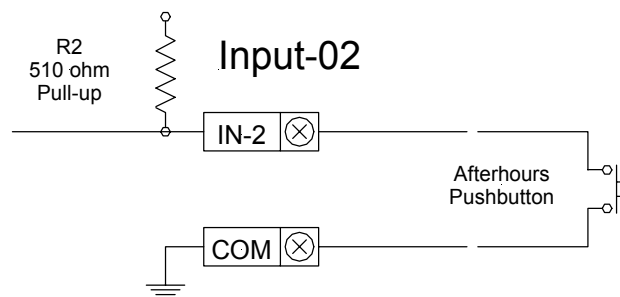 R2
510 ohm
Pull-up
Input-02
IN-2
Afterhours
Pushbutton
COM